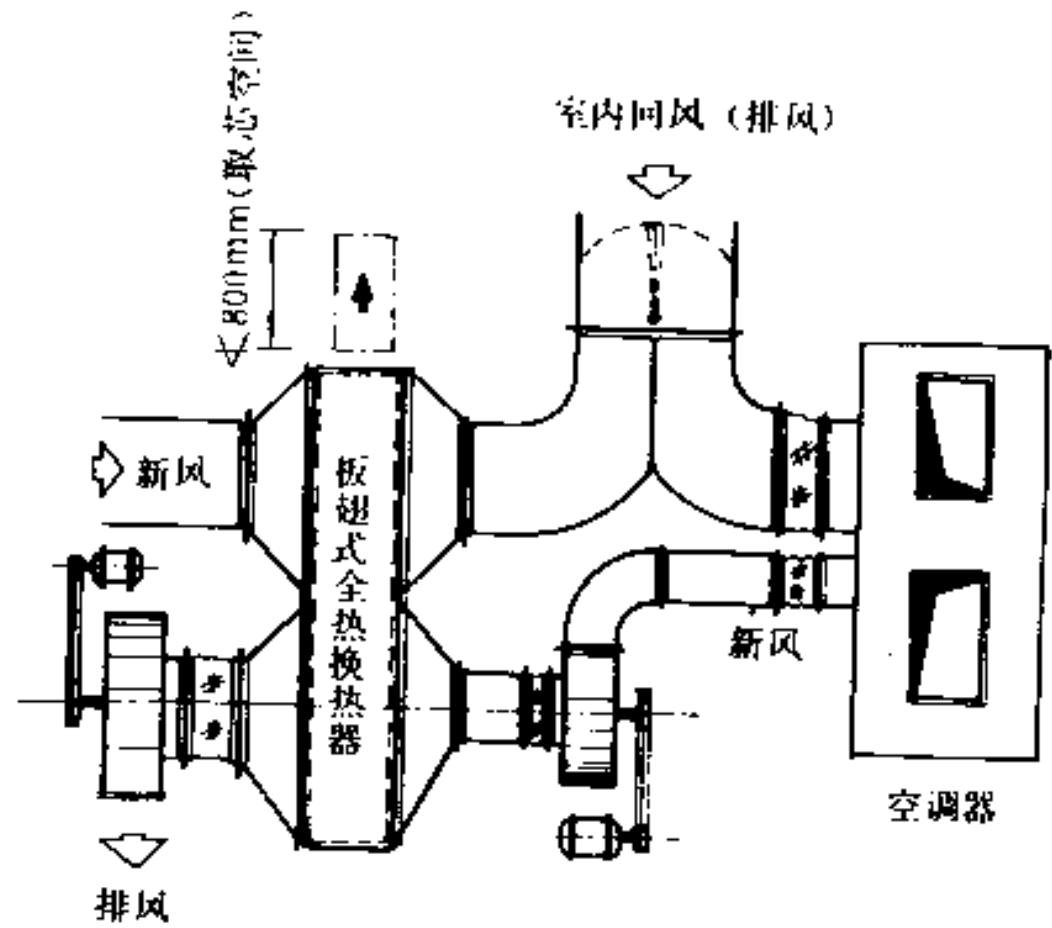 <800mm(取芯空间)
室内回风(排风)
新风
板翅式全热换热器
新风
空调器
排风